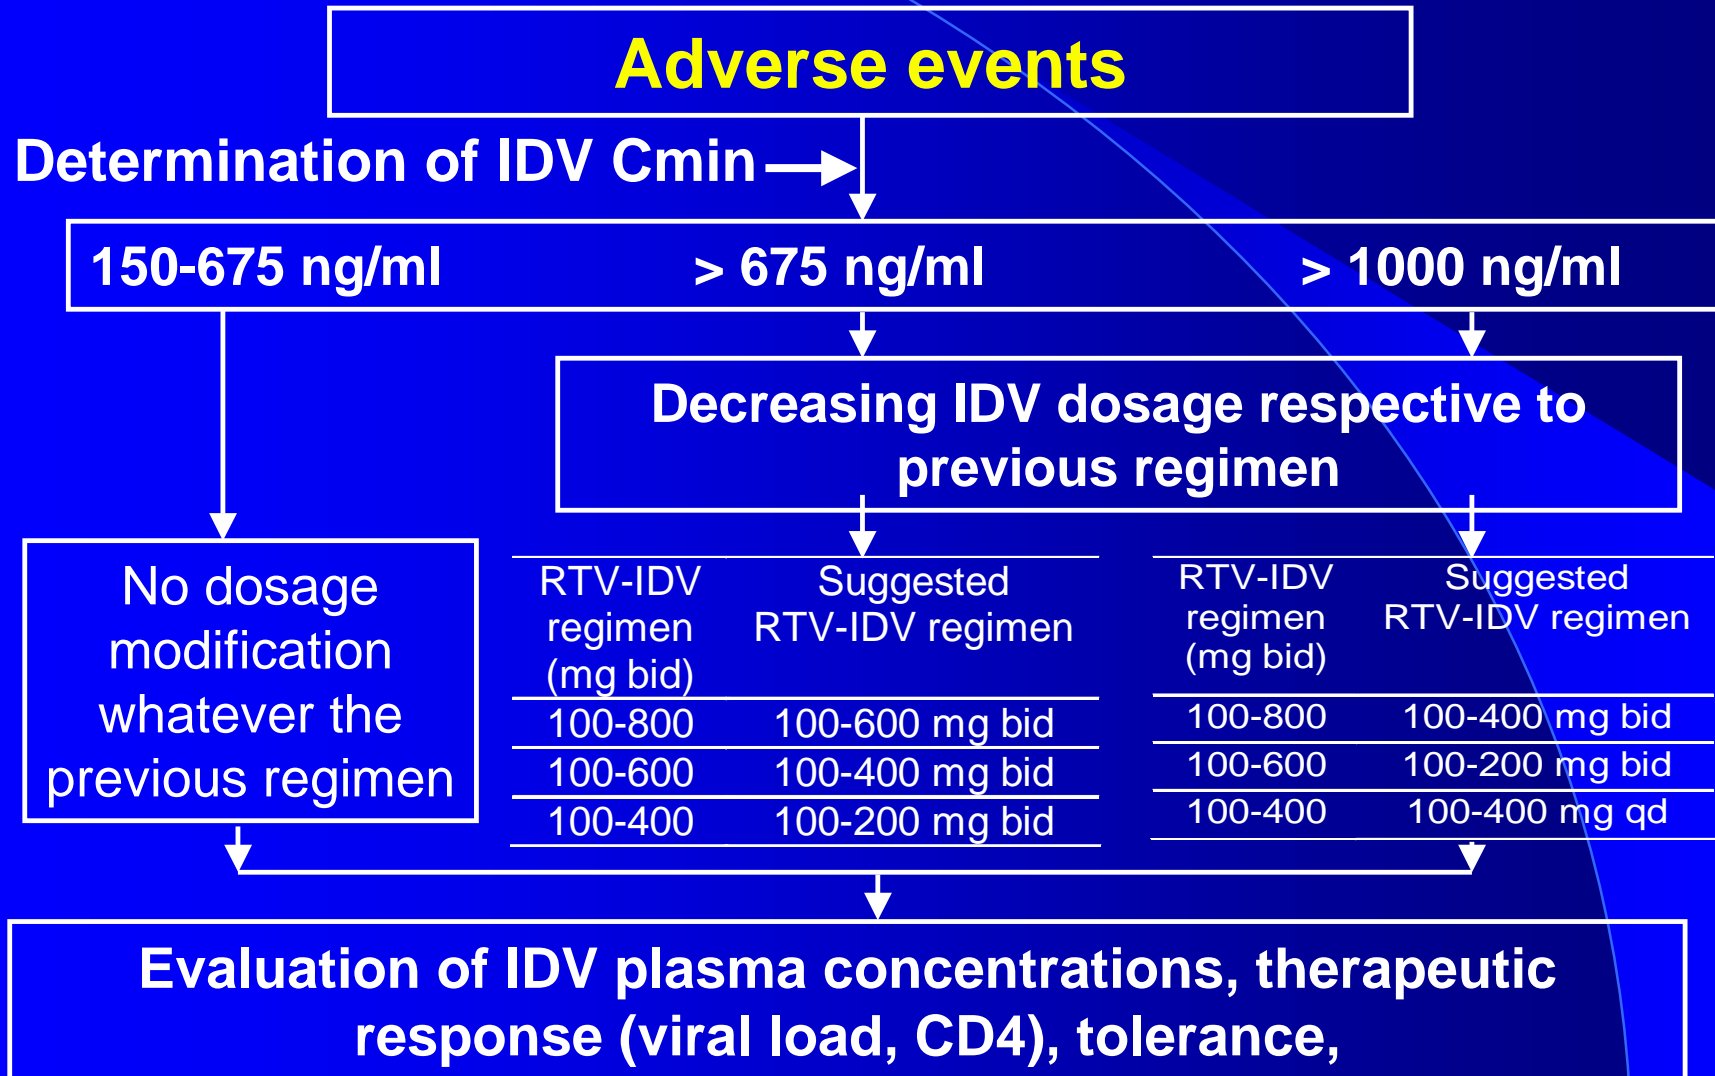 Adverse events
Determination of IDV Cmin
150-675 ng/ml > 675 ng/ml > 1000 ng/ml
Decreasing IDV dosage respective to
previous regimen
No dosage
modification
whatever the
previous regimen
RTV-IDV Suggested
regimen RTV-IDV regimen
(mg bid)
100-800 100-600 mg bid
100-600 100-400 mg bid
100-400 100-200 mg bid
RTV-IDV Suggested
regimen RTV-IDV regimen
(mg bid)
100-800 100-400 mg bid
100-600 100-200 mg bid
100-400 100-400 mg qd
Evaluation of IDV plasma concentrations, therapeutic
response (viral load, CD4), tolerance,